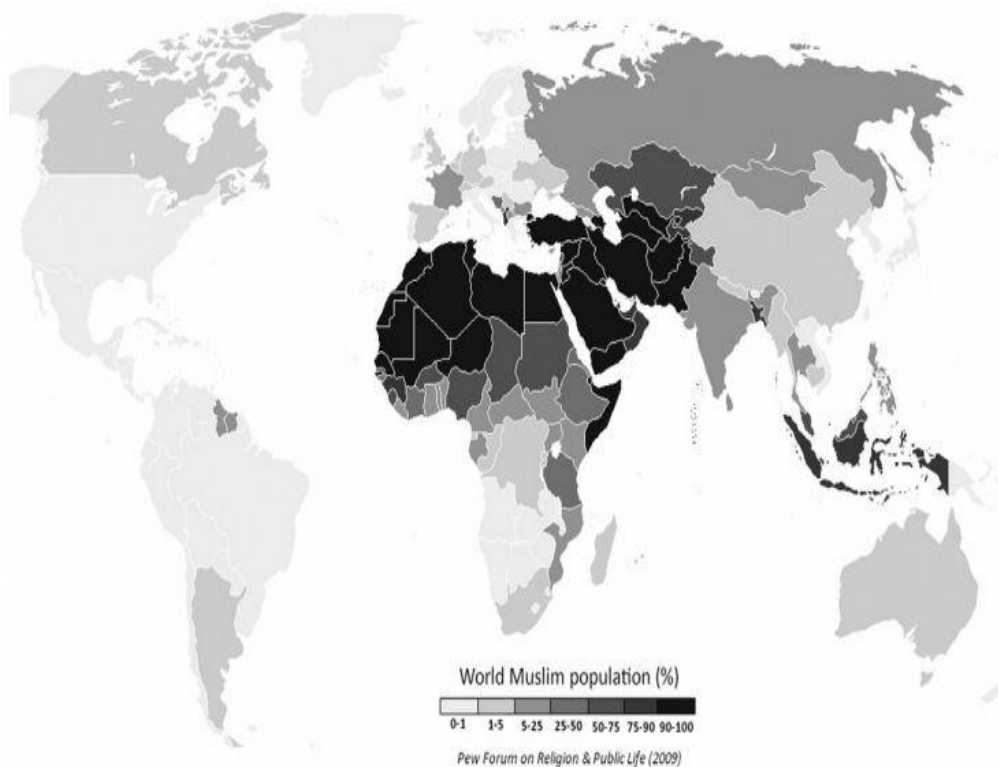 World Muslim population (%)
0-1 1-5 5-25 25-50 50-75 75-90 90-100
Pew Forum on Religion & Public Life (2009)